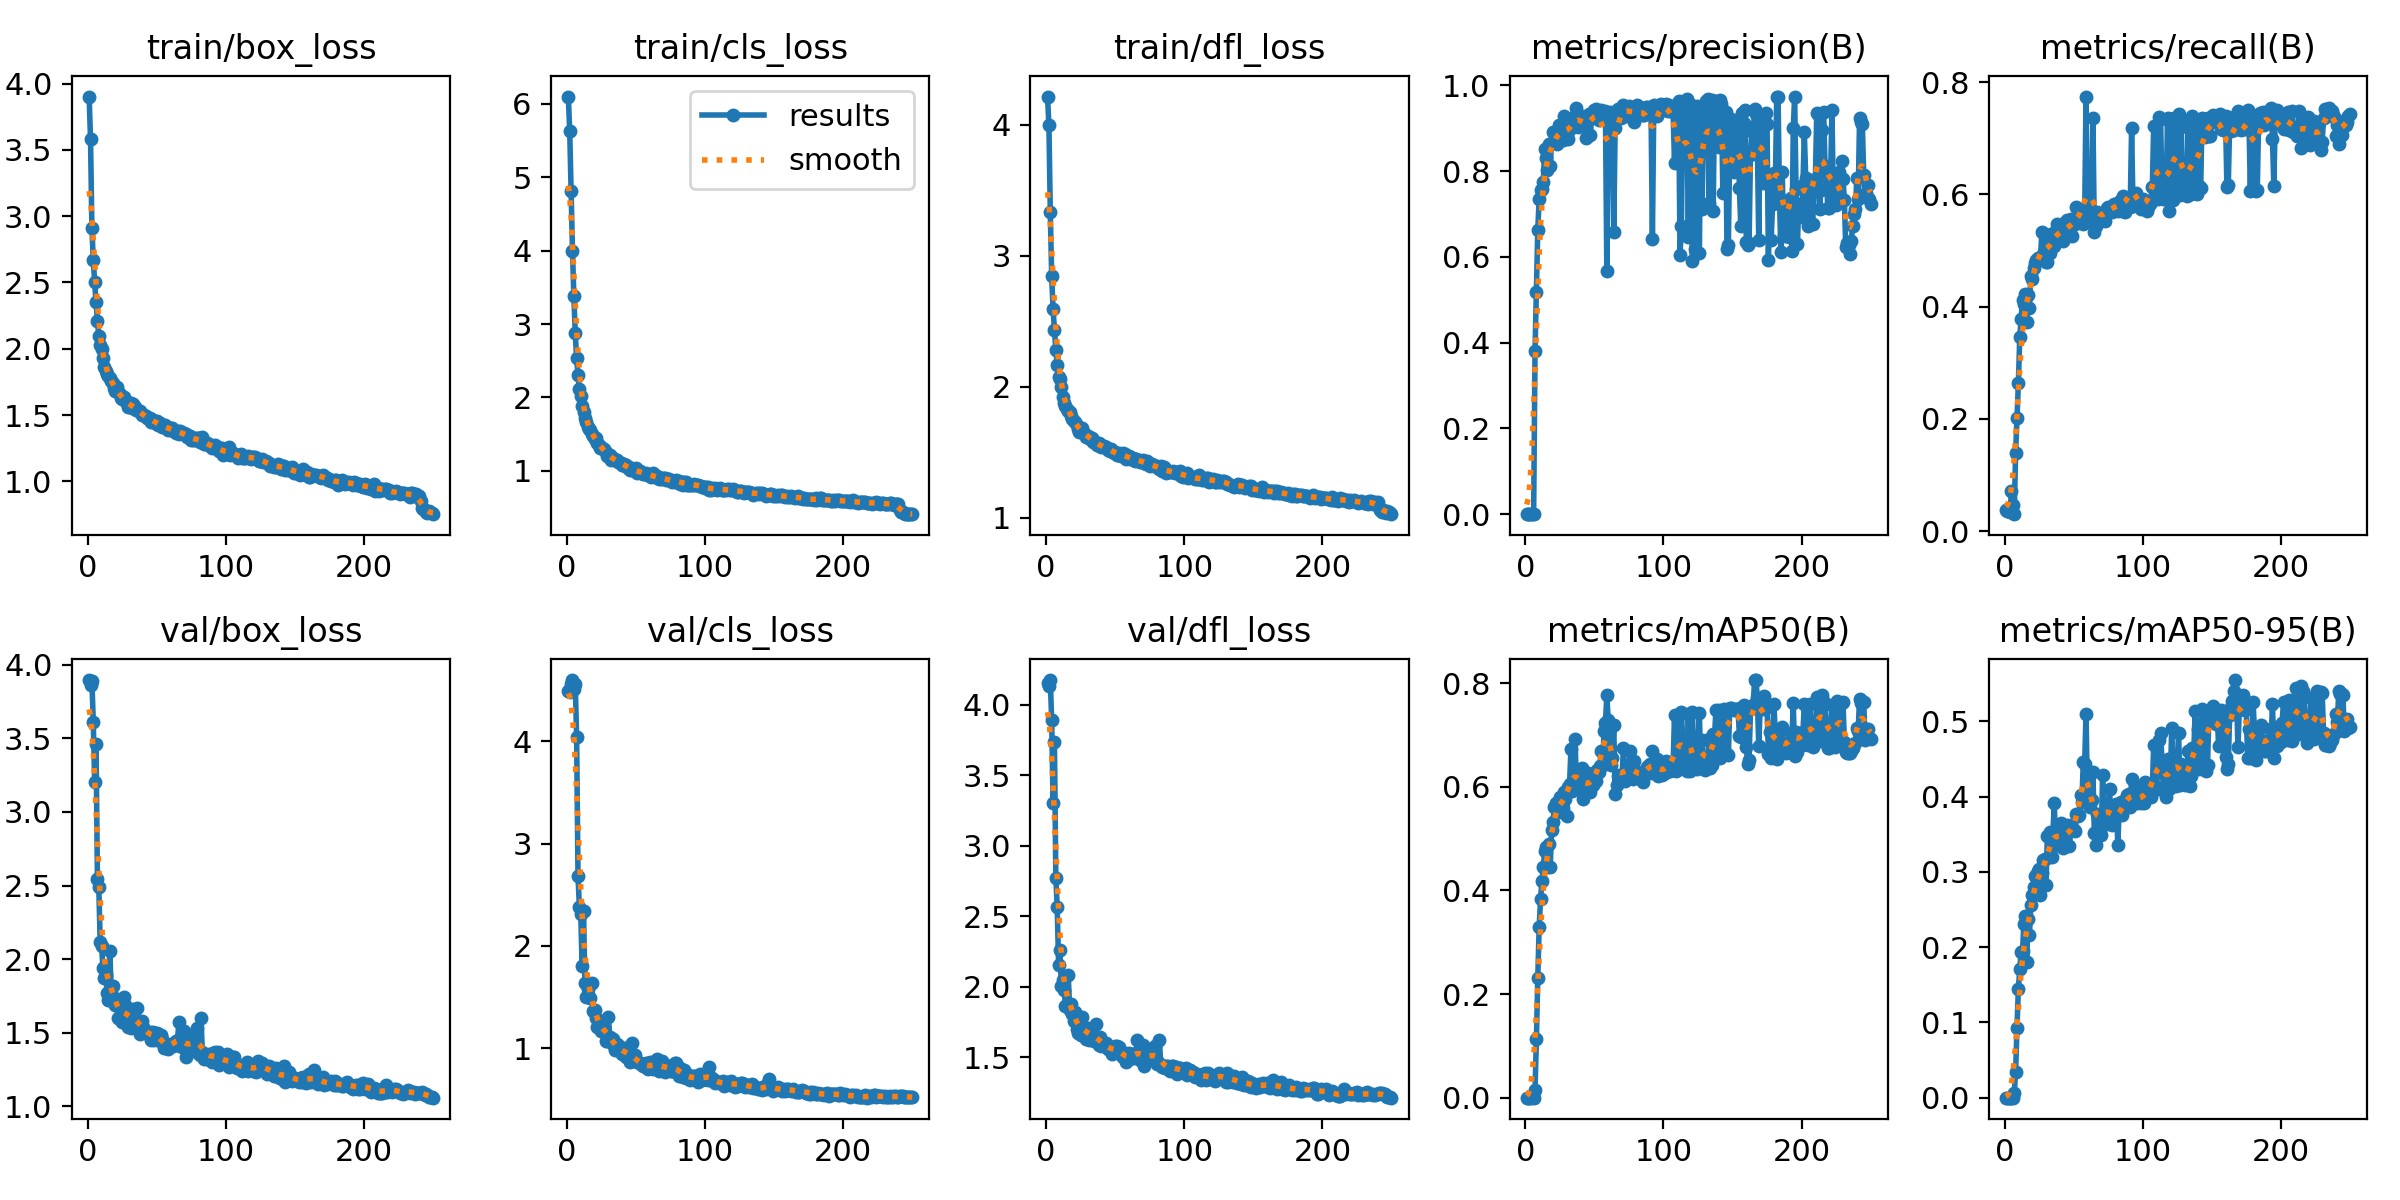 train/box_loss
4.0
3.5
3.0
2.5
2.0
1.5
1.0
0 100 200
train/cls_loss
results
smooth
6
5
4
3
2
1
0 100 200
train/dfl_loss
4
3
2
1
0 100 200
metrics/precision(B)
1.0
0.8
0.6
0.4
0.2
0.0
0 100 200
metrics/recall(B)
0.8
0.6
0.4
0.2
0.0
0 100 200
val/box_loss
4.0
3.5
3.0
2.5
2.0
1.5
1.0
0 100 200
val/cls_loss
4
3
2
1
0 100 200
val/dfl_loss
4.0
3.5
3.0
2.5
2.0
1.5
0 100 200
metrics/mAP50(B)
0.8
0.6
0.4
0.2
0.0
0 100 200
metrics/mAP50-95(B)
0.5
0.4
0.3
0.2
0.1
0.0
0 100 200